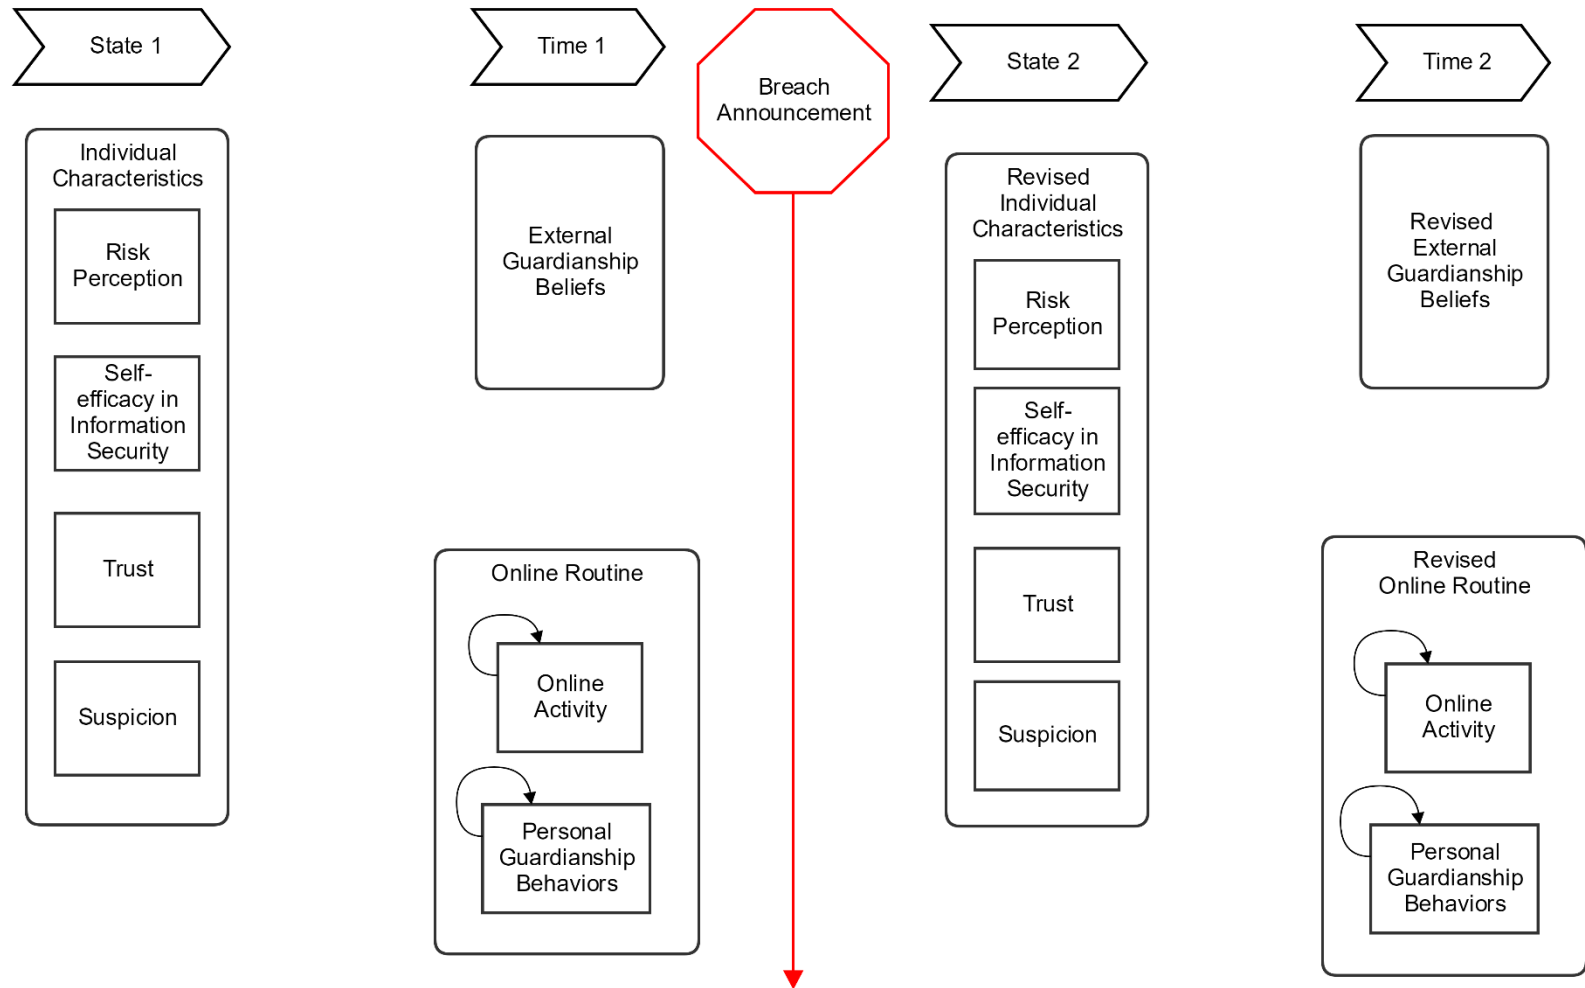 State 1
Time 1
Breach
Announcement
State 2
Time 2
Individual
Characteristics
Risk
Perception
Self-
efficacy in
Information
Security
Trust
Suspicion
External
Guardianship
Beliefs
Online Routine
Online
Activity
Personal
Guardianship
Behaviors
Revised
Individual
Characteristics
Risk
Perception
Self-
efficacy in
Information
Security
Trust
Suspicion
Revised
External
Guardianship
Beliefs
Revised
Online Routine
Online
Activity
Personal
Guardianship
Behaviors